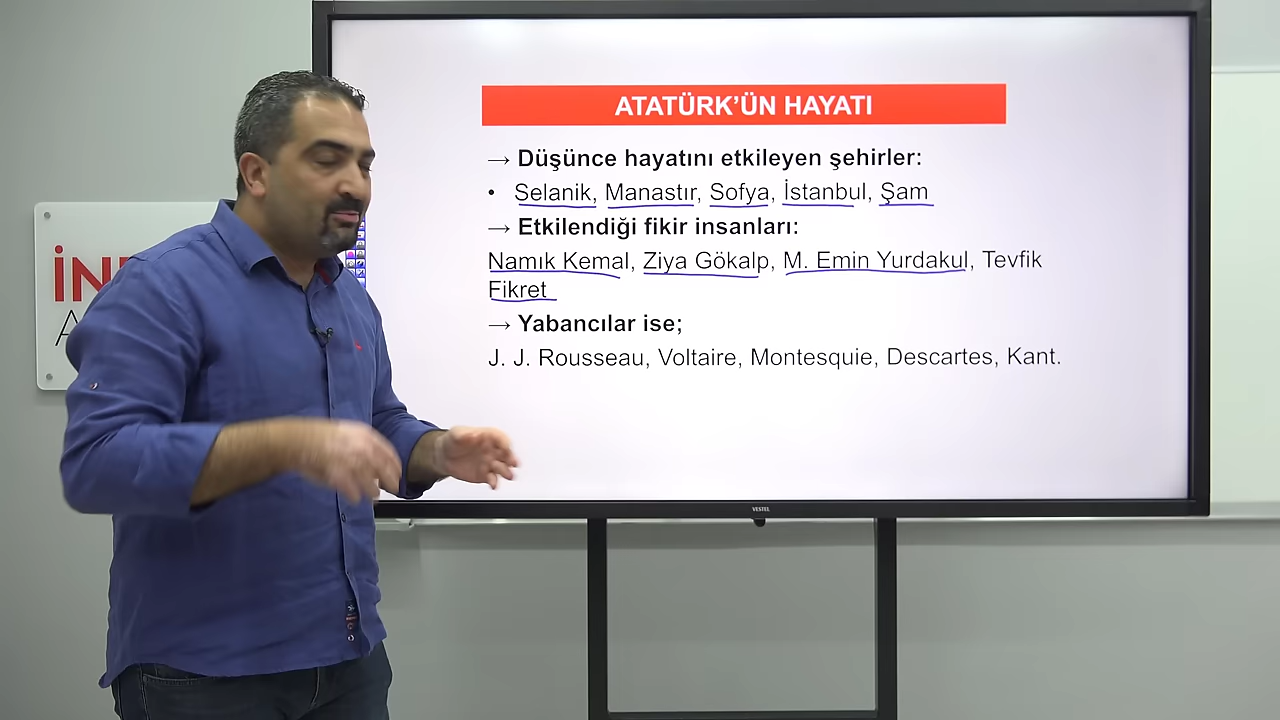 ATATÜRK'ÜN HAYATI
→ Düşünce hayatını etkileyen şehirler:
• Selanik, Manastır, Sofya, İstanbul, Şam
→ Etkilendiği fikir insanları:
Namık Kemal, Ziya Gökalp, M. Emin Yurdakul, Tevfik
Fikret
→ Yabancılar ise;
J. J. Rousseau, Voltaire, Montesquie, Descartes, Kant.
VESTEL